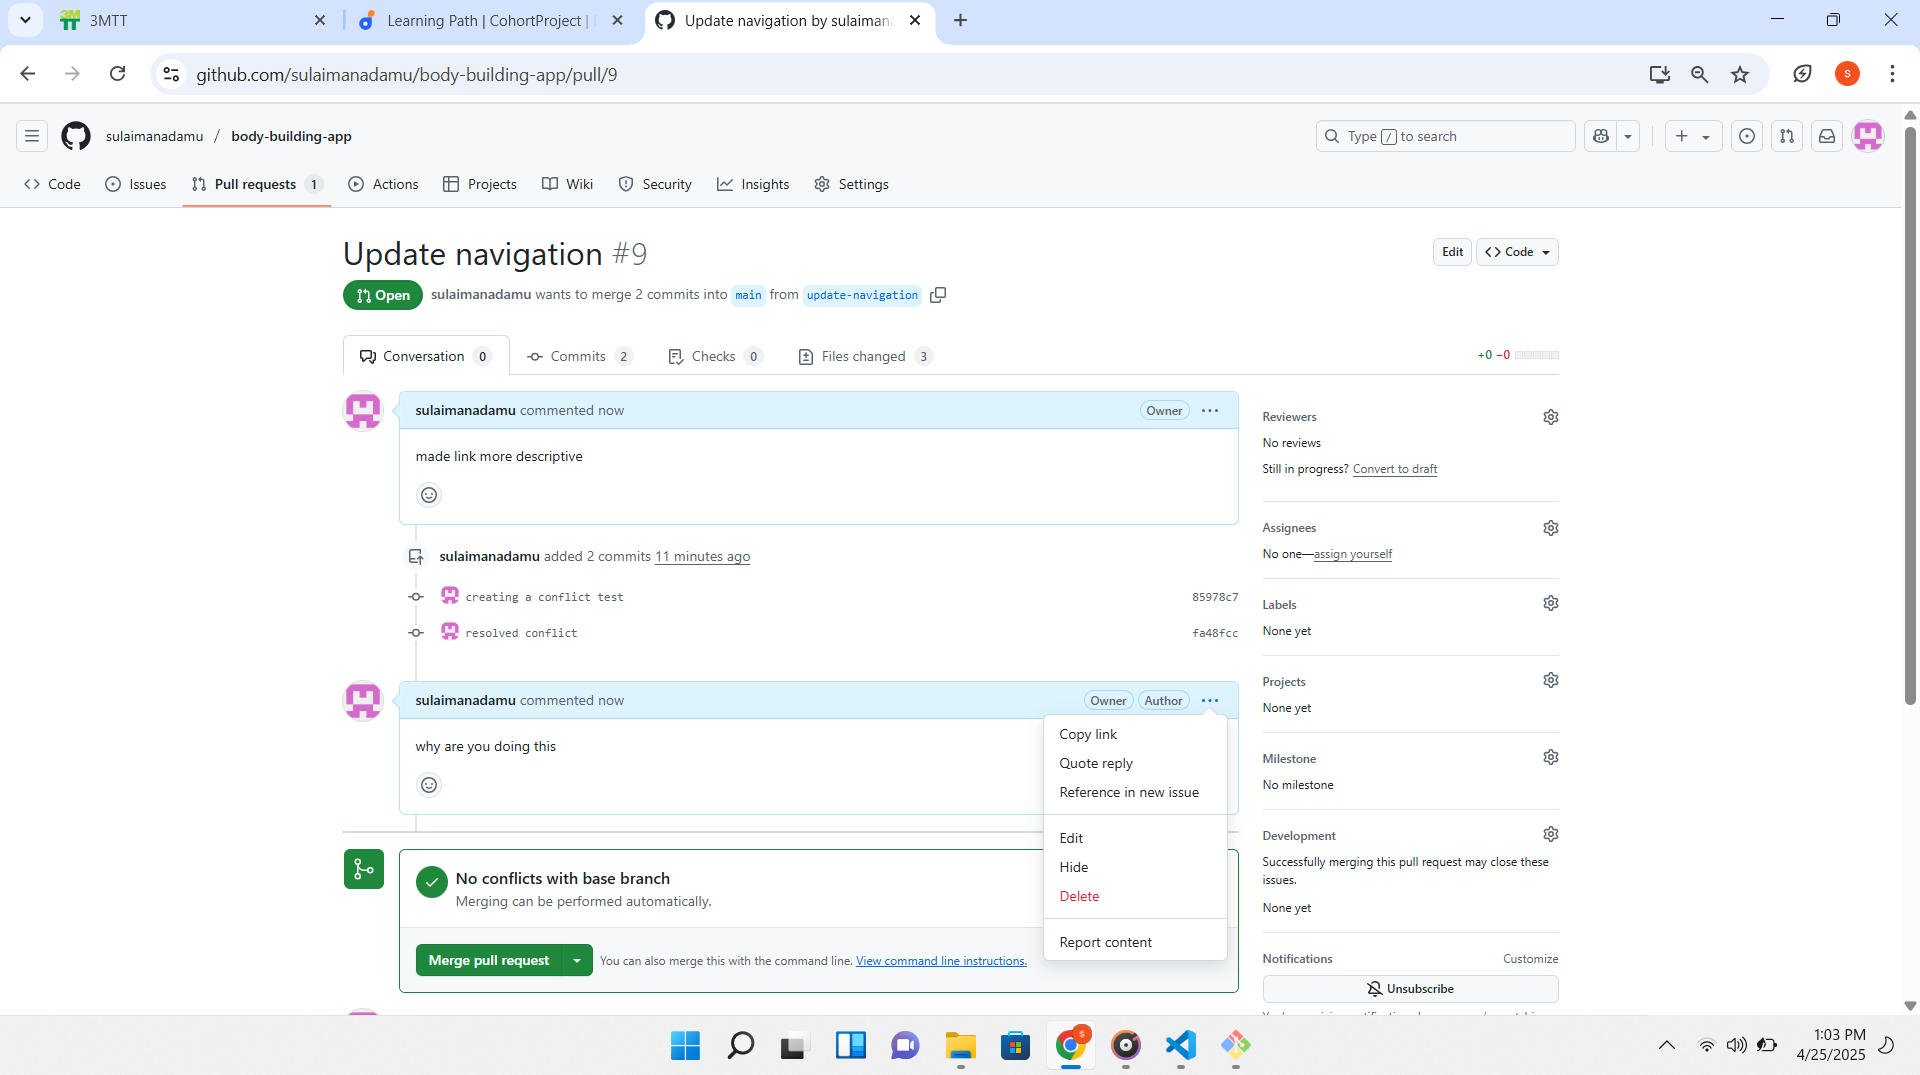 3MTT
Learning Path | CohortProject |
Update navigation by sulaimana
github.com/sulaimanadamu/body-building-app/pull/9
S
sulaimanadamu / body-building-app
Type / to search
Code
Issues
Pull requests 1
Actions
Projects
Wiki
Security
Insights
Settings
Update navigation #9
Edit
Code
Open
sulaimanadamu wants to merge 2 commits into main from update-navigation
Conversation 0
Commits 2
Checks 0
Files changed 3
+0 −0
sulaimanadamu commented now
Owner
made link more descriptive
sulaimanadamu added 2 commits 11 minutes ago
creating a conflict test
85978c7
resolved conflict
fa48fcc
sulaimanadamu commented now
Owner
Author
why are you doing this
Copy link
Quote reply
Reference in new issue
Edit
Hide
Delete
Report content
No conflicts with base branch
Merging can be performed automatically.
Merge pull request
You can also merge this with the command line. View command line instructions.
Reviewers
No reviews
Still in progress? Convert to draft
Assignees
No one—assign yourself
Labels
None yet
Projects
None yet
Milestone
No milestone
Development
Successfully merging this pull request may close these
issues.
None yet
Notifications
Customize
Unsubscribe
1:03 PM
4/25/2025